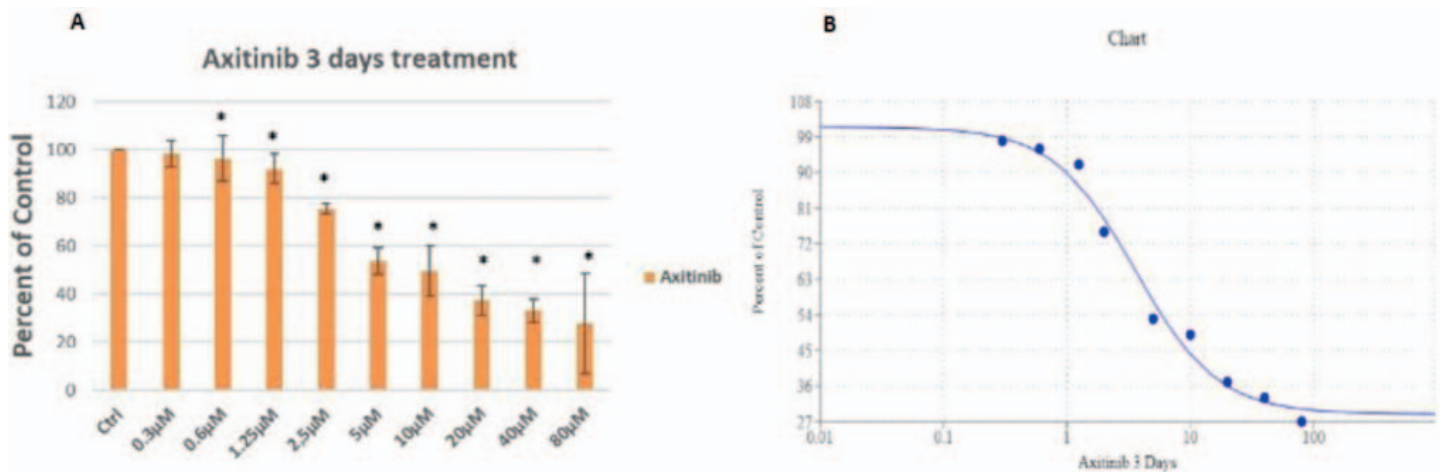 A
Axitinib 3 days treatment
Percent of Control
120
100
80
60
40
20
0
* * * * * * * *
Ctrl 0.3µM 0.6µM 1.25µM 2,5µM 5µM 10µM 20µM 40µM 80µM
Axitinib
B
Chart
Percent of Control
108
99
90
81
72
63
54
45
36
27
0.01 0.1 1 10 100
Axitinib 3 Days